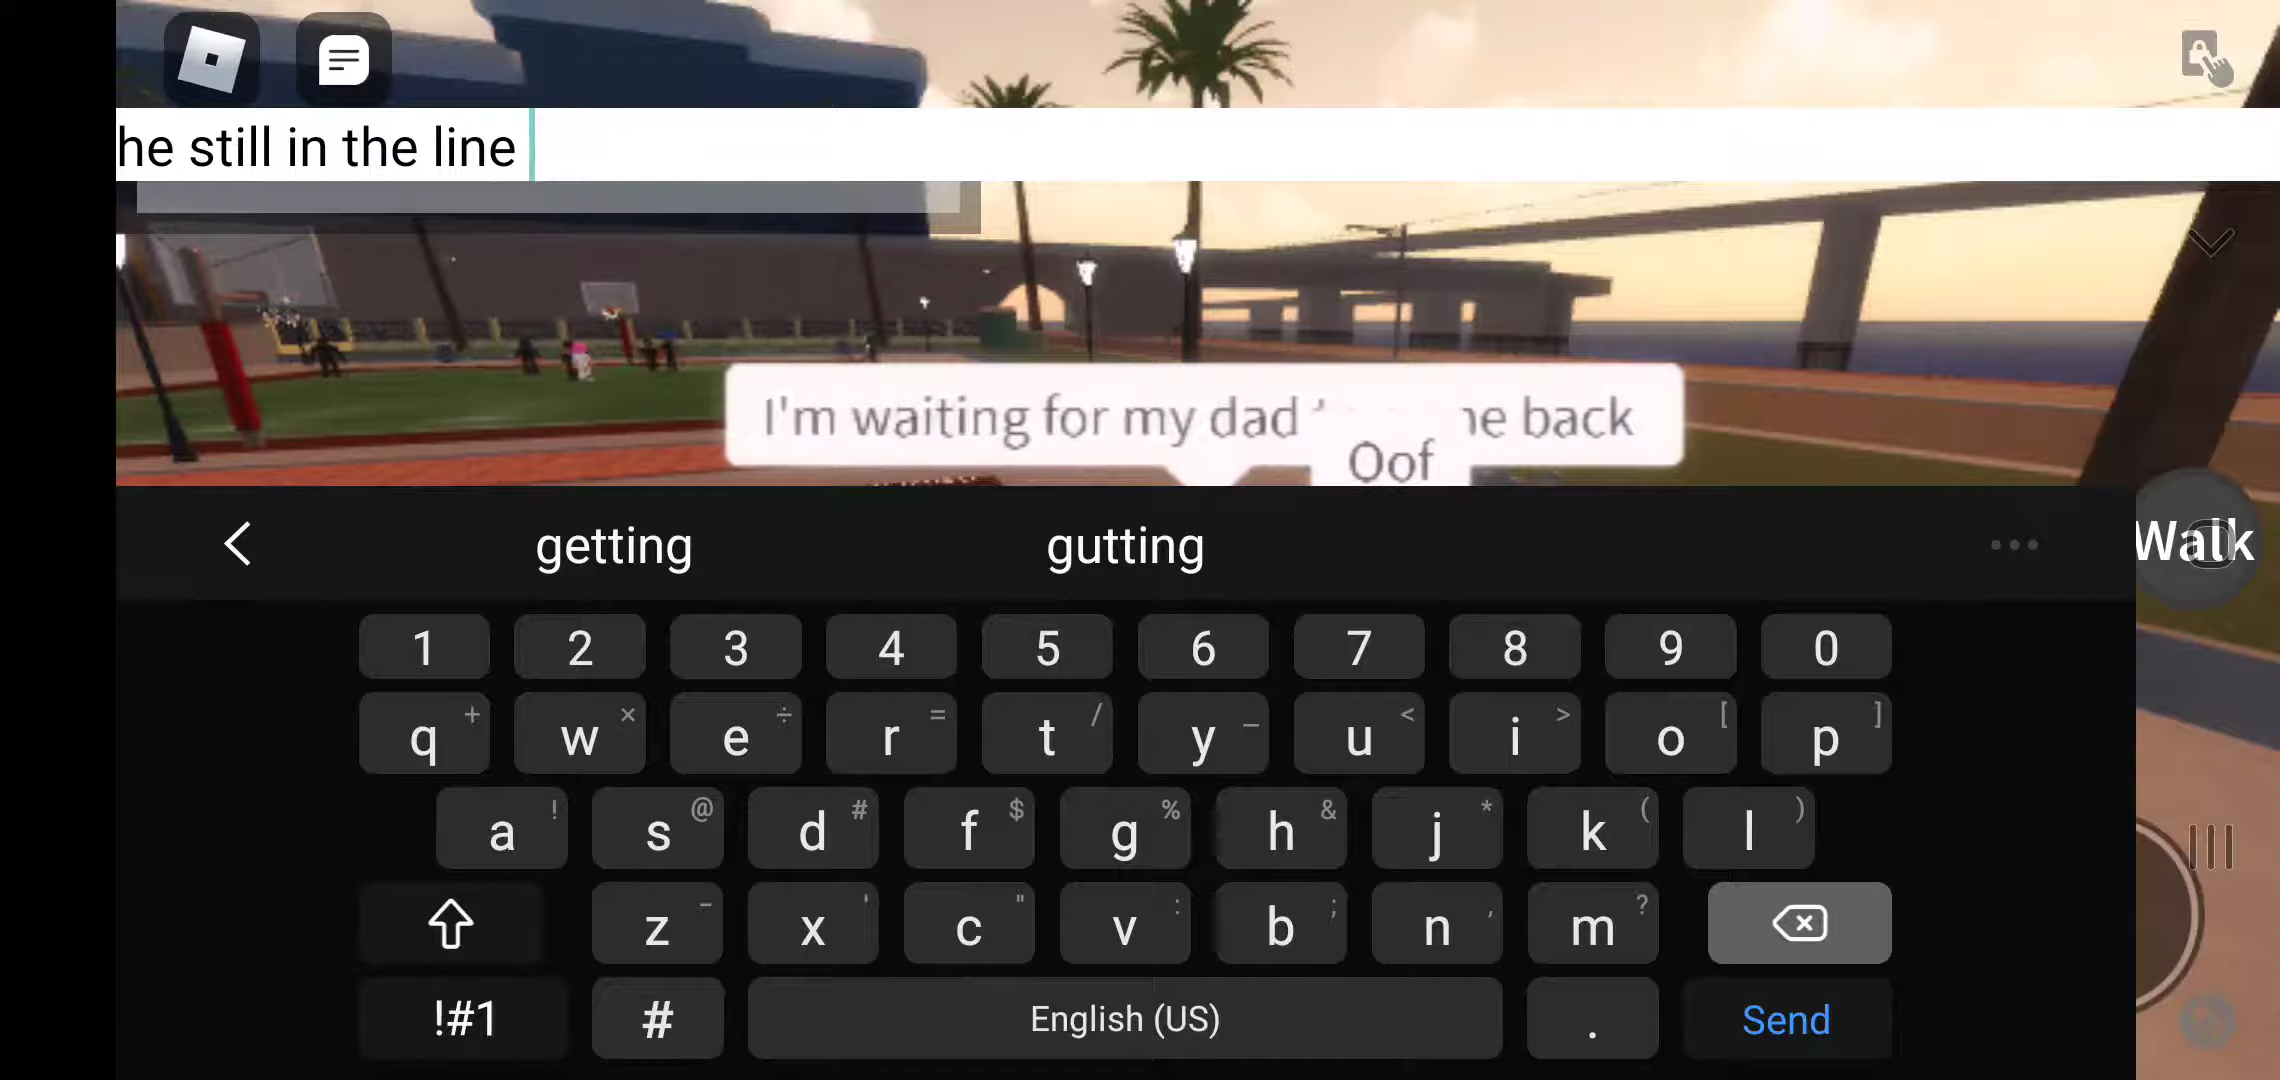 he still in the line
I'm waiting for my dad back
Oof
getting gutting
Walk
1 2 3 4 5 6 7 8 9 0
q + w × e ÷ r = t / y _ u < i > o [ p ]
a ! s @ d # f $ g % h & j * k ( l )
z - x ' c " v : b ; n , m ?
!#1 # English (US) . Send